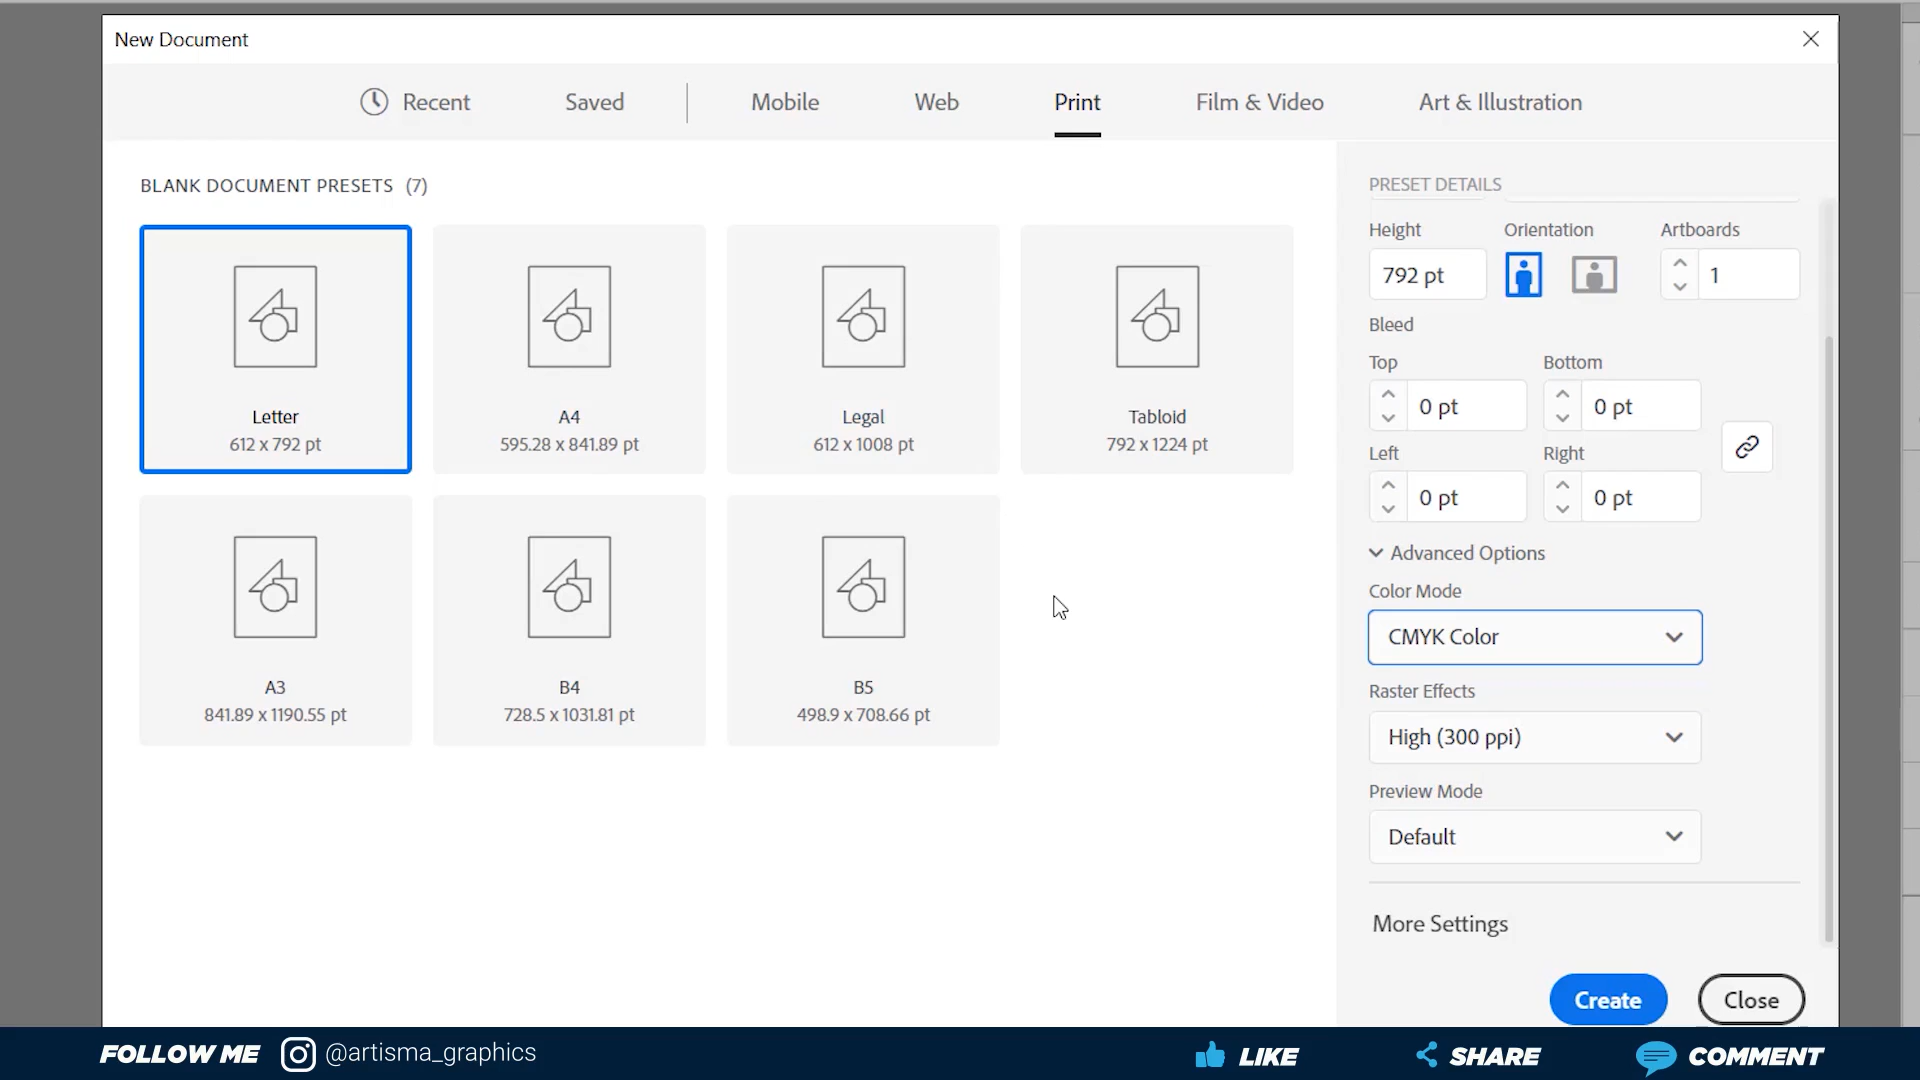 New Document
Recent Saved Mobile Web Print Film & Video Art & Illustration
BLANK DOCUMENT PRESETS (7)
Letter
612 x 792 pt
A4
595.28 x 841.89 pt
Legal
612 x 1008 pt
Tabloid
792 x 1224 pt
A3
841.89 x 1190.55 pt
B4
728.5 x 1031.81 pt
B5
498.9 x 708.66 pt
PRESET DETAILS
Height Orientation Artboards
792 pt 1
Bleed
Top Bottom
0 pt 0 pt
Left Right
0 pt 0 pt
Advanced Options
Color Mode
CMYK Color
Raster Effects
High (300 ppi)
Preview Mode
Default
More Settings
Create Close
FOLLOW ME @artisma_graphics LIKE SHARE COMMENT